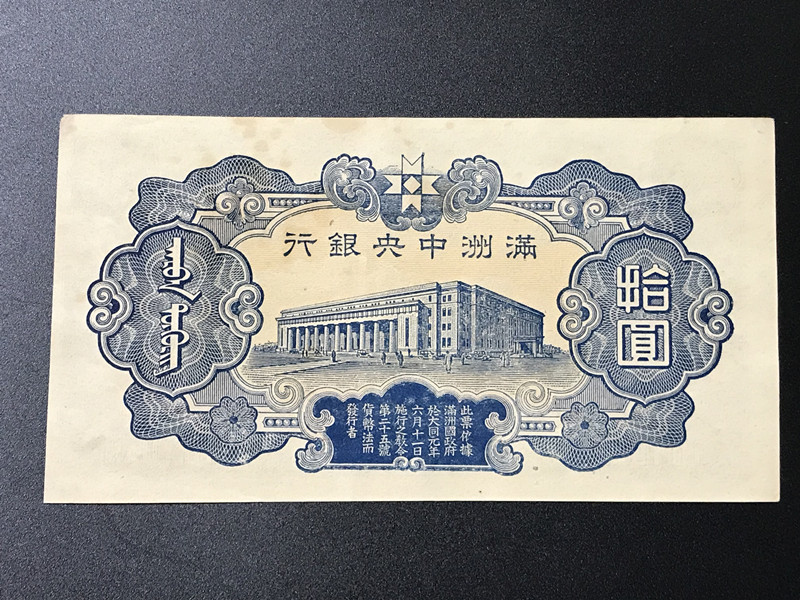 滿洲中央銀行
拾圓
此票依據
滿洲國政府
於大同元年
六月十一日
施行之教令
第二十五號
貨幣法而
發行者